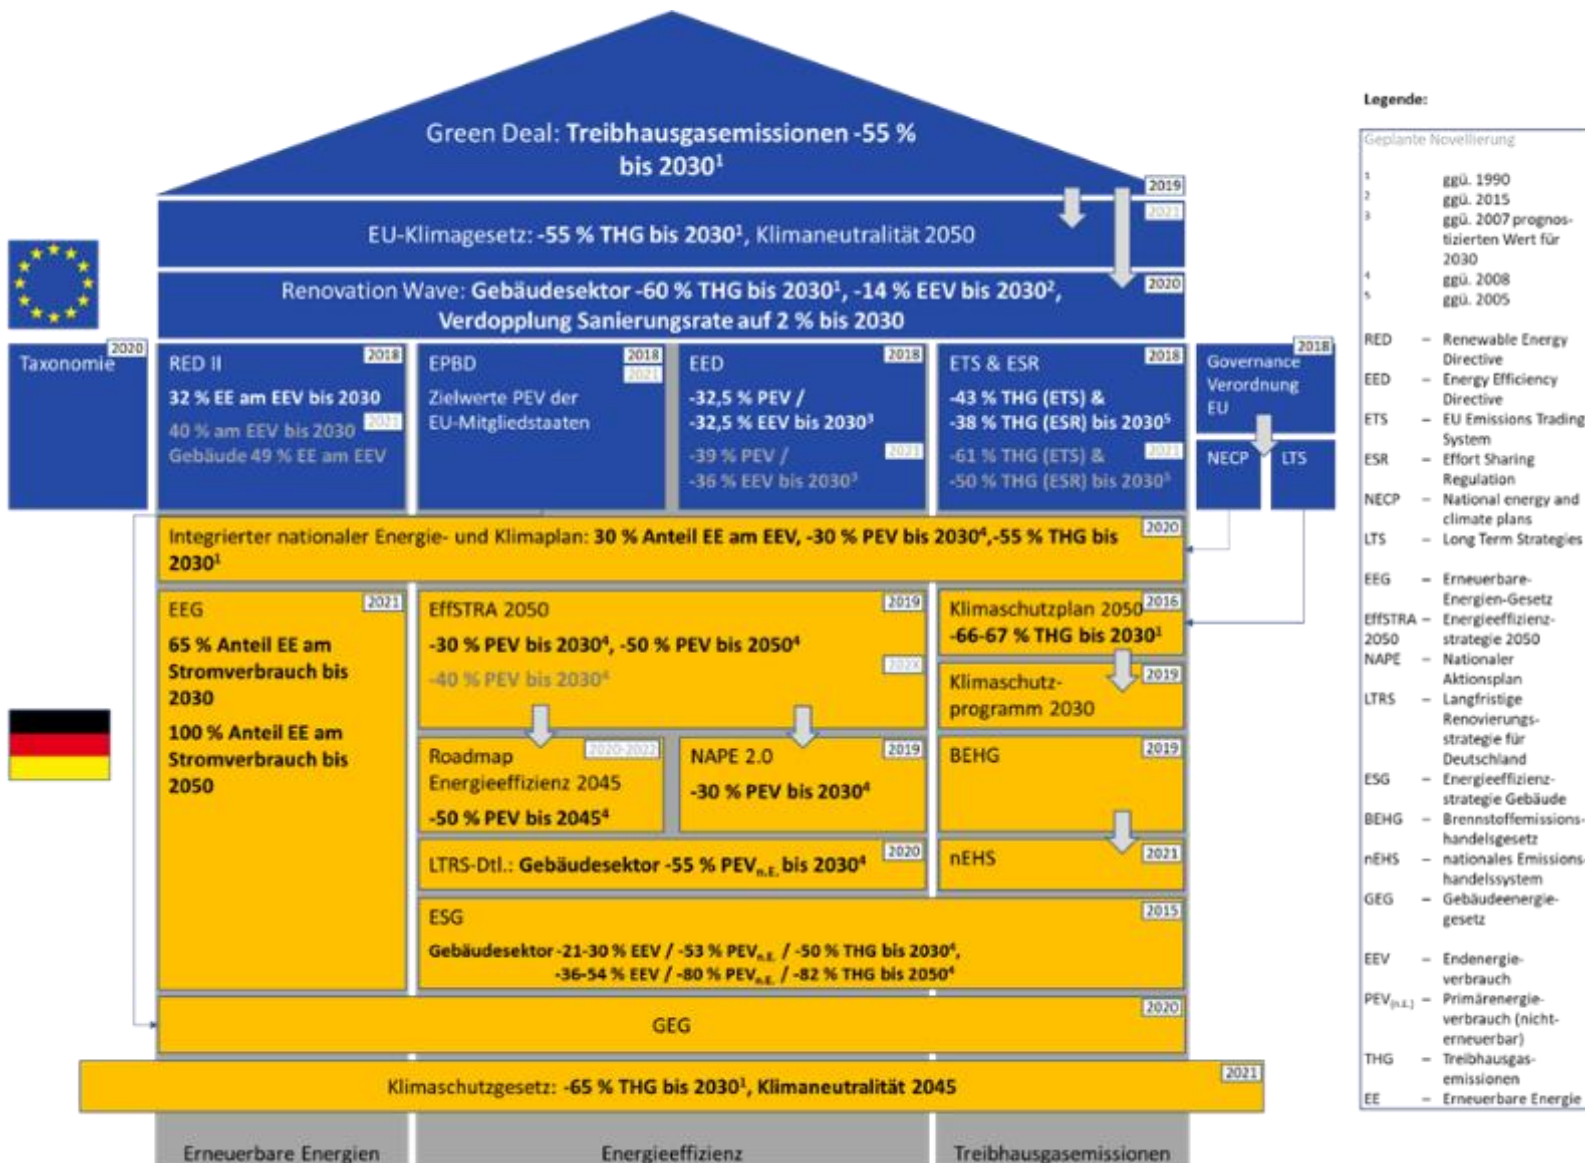 Green Deal: Treibhausgasemissionen -55 %
bis 2030¹
2019
EU-Klimagesetz: -55 % THG bis 2030¹, Klimaneutralität 2050
2021
Renovation Wave: Gebäudesektor -60 % THG bis 2030¹, -14 % EEV bis 2030²,
Verdopplung Sanierungsrate auf 2 % bis 2030
2020
Taxonomie
2020
RED II
2018
32 % EE am EEV bis 2030
2021
40 % am EEV bis 2030
Gebäude 49 % EE am EEV
EPBD
2018
2021
Zielwerte PEV der
EU-Mitgliedstaaten
EED
2018
-32,5 % PEV /
-32,5 % EEV bis 2030³
2021
-39 % PEV /
-36 % EEV bis 2030³
ETS & ESR
2018
-43 % THG (ETS) &
-38 % THG (ESR) bis 2030⁵
2021
-61 % THG (ETS) &
-50 % THG (ESR) bis 2030⁵
2018
Governance
Verordnung
EU
NECP
LTS
Integrierter nationaler Energie- und Klimaplan: 30 % Anteil EE am EEV, -30 % PEV bis 2030⁴,-55 % THG bis
2030¹
2020
EEG
2021
65 % Anteil EE am
Stromverbrauch bis
2030
100 % Anteil EE am
Stromverbrauch bis
2050
EffSTRA 2050
2019
-30 % PEV bis 2030⁴, -50 % PEV bis 2050⁴
202X
-40 % PEV bis 2030⁴
Klimaschutzplan 2050
2016
-66-67 % THG bis 2030¹
Klimaschutz-
programm 2030
2019
Roadmap
Energieeffizienz 2045
2020-2022
-50 % PEV bis 2045⁴
NAPE 2.0
2019
-30 % PEV bis 2030⁴
BEHG
2019
LTRS-Dtl.: Gebäudesektor -55 % PEVn.E. bis 2030⁴
2020
nEHS
2021
ESG
2015
Gebäudesektor -21-30 % EEV / -53 % PEVn.E. / -50 % THG bis 2030⁴,
-36-54 % EEV / -80 % PEVn.E. / -82 % THG bis 2050⁴
GEG
2020
Klimaschutzgesetz: -65 % THG bis 2030¹, Klimaneutralität 2045
2021
Erneuerbare Energien
Energieeffizienz
Treibhausgasemissionen
Legende:
Geplante Novellierung
1 ggü. 1990
2 ggü. 2015
3 ggü. 2007 prognos-
tizierten Wert für
2030
4 ggü. 2008
5 ggü. 2005
RED – Renewable Energy
Directive
EED – Energy Efficiency
Directive
ETS – EU Emissions Trading
System
ESR – Effort Sharing
Regulation
NECP – National energy and
climate plans
LTS – Long Term Strategies
EEG – Erneuerbare-
Energien-Gesetz
EffSTRA – Energieeffizienz-
2050 strategie 2050
NAPE – Nationaler
Aktionsplan
LTRS – Langfristige
Renovierungs-
strategie für
Deutschland
ESG – Energieeffizienz-
strategie Gebäude
BEHG – Brennstoffemissions-
handelsgesetz
nEHS – nationales Emissions-
handelssystem
GEG – Gebäudeenergie-
gesetz
EEV – Endenergie-
verbrauch
PEV(n.E.) – Primärenergie-
verbrauch (nicht-
erneuerbar)
THG – Treibhausgas-
emissionen
EE – Erneuerbare Energie